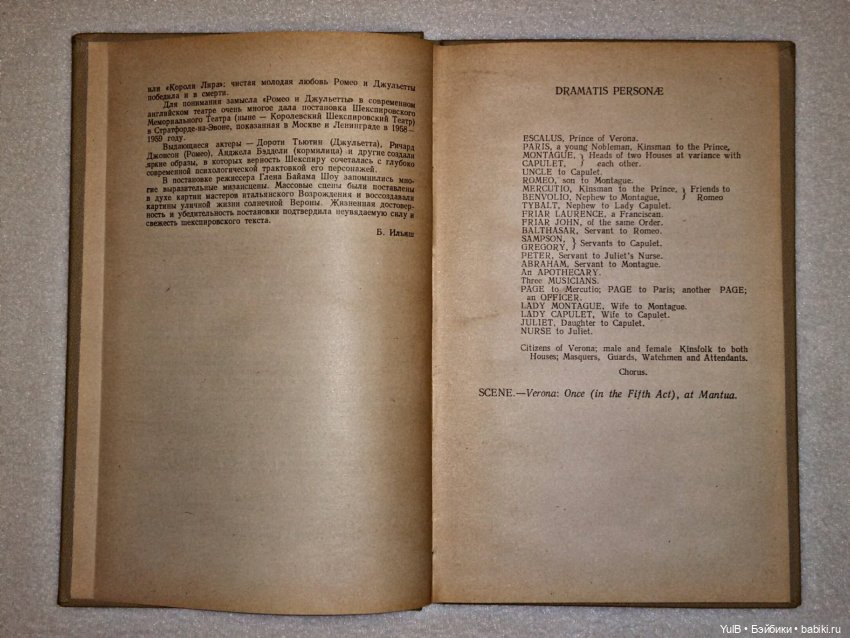 или «Короля Лира»: чистая молодая любовь Ромео и Джульетты
победила и в смерти.
Для понимания замысла «Ромео и Джульетты» в современном
английском театре очень многое дала постановка Шекспировского
Мемориального Театра (ныне — Королевский Шекспировский Театр)
в Стратфорде-на-Эвоне, показанная в Москве и Ленинграде в 1958—
1959 году.
Выдающиеся актеры — Дороти Тьютин (Джульетта), Ричард
Джонсон (Ромео), Анджела Бэддели (кормилица) и другие создали
яркие образы, в которых верность Шекспиру сочеталась с глубоко
современной психологической трактовкой его персонажей.
В постановке режиссера Глена Байама Шоу запомнились мно-
гие выразительные мизансцены. Массовые сцены были поставлены
в духе картин мастеров итальянского Возрождения и воссоздавали
картины уличной жизни солнечной Вероны. Жизненная достовер-
ность и убедительность постановки подтвердила неувядаемую силу и
свежесть шекспировского текста.
Б. Ильиш
DRAMATIS PERSONÆ
ESCALUS, Prince of Verona.
PARIS, a young Nobleman, Kinsman to the Prince,
MONTAGUE, } Heads of two Houses at variance with
CAPULET, } each other.
UNCLE to Capulet.
ROMEO, son to Montague.
MERCUTIO, Kinsman to the Prince, } Friends to
BENVOLIO, Nephew to Montague, } Romeo
TYBALT, Nephew to Lady Capulet.
FRIAR LAURENCE, a Franciscan.
FRIAR JOHN, of the same Order.
BALTHASAR, Servant to Romeo.
SAMPSON, } Servants to Capulet.
GREGORY, }
PETER, Servant to Juliet's Nurse.
ABRAHAM, Servant to Montague.
An APOTHECARY.
Three MUSICIANS.
PAGE to Mercutio; PAGE to Paris; another PAGE;
an OFFICER.
LADY MONTAGUE, Wife to Montague.
LADY CAPULET, Wife to Capulet.
JULIET, Daughter to Capulet.
NURSE to Juliet.
Citizens of Verona; male and female Kinsfolk to both
Houses; Masquers, Guards, Watchmen and Attendants.
Chorus.
SCENE.—Verona: Once (in the Fifth Act), at Mantua.
YulB • Бэйбики • babiki.ru